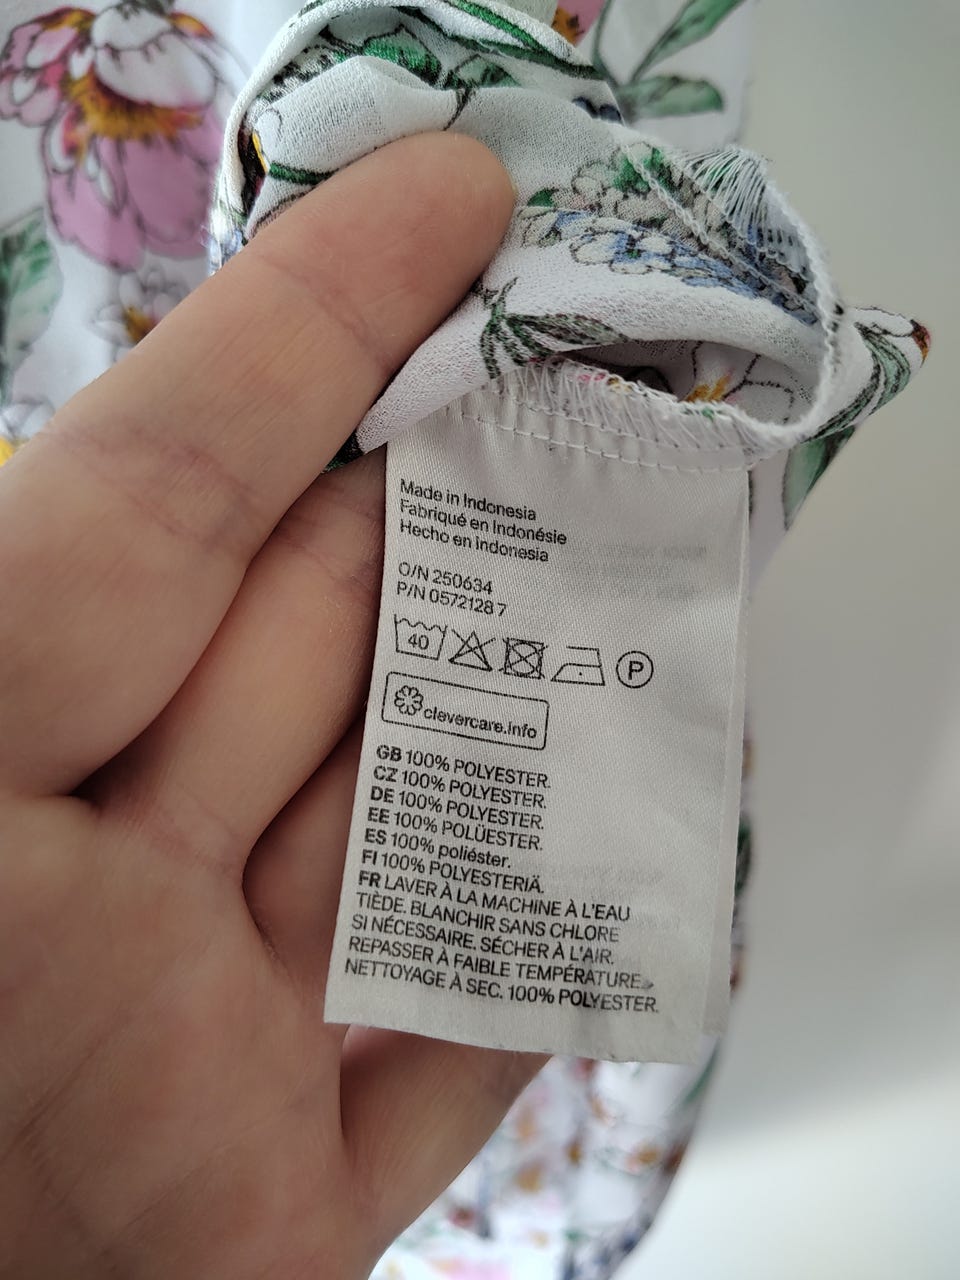 Made in Indonesia
Fabriqué en Indonésie
Hecho en Indonesia
O/N 250634
P/N 0572128 7
40
P
clevercare.info
GB 100% POLYESTER.
CZ 100% POLYESTER.
DE 100% POLYESTER.
EE 100% POLÜESTER.
ES 100% poliéster.
FI 100% POLYESTERIÄ.
FR LAVER À LA MACHINE À L'EAU
TIÈDE. BLANCHIR SANS CHLORE
SI NÉCESSAIRE. SÉCHER À L'AIR.
REPASSER À FAIBLE TEMPÉRATURE.
NETTOYAGE À SEC. 100% POLYESTER.